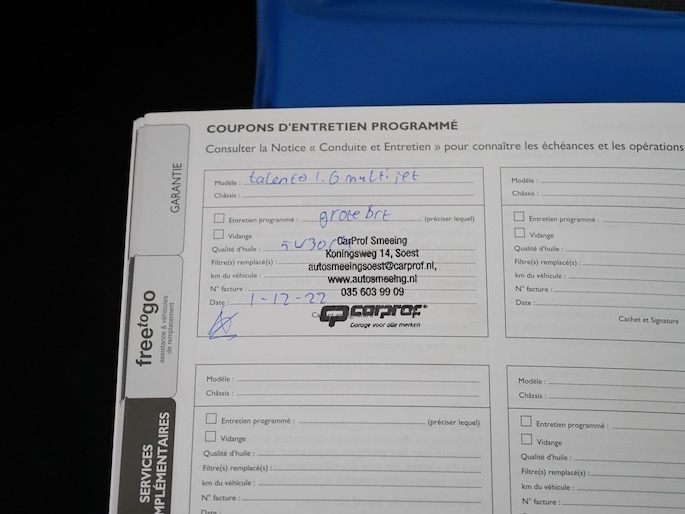 COUPONS D'ENTRETIEN PROGRAMMÉ
Consulter la Notice « Conduite et Entretien » pour connaître les échéances et les opérations
GARANTIE
freetogo
assistance & véhicules
de remplacement
SERVICES
Modèle : talento 1.6 multijet
Châssis :
Entretien programmé : grote brt (préciser lequel)
Vidange
Qualité d'huile : 5W30
Filtre(s) remplacé(s) :
km du véhicule :
N° facture :
Date : 1-12-22
CarProf Smeeing
Koningsweg 14, Soest
autosmeeingsoest@carprof.nl,
www.autosmeeing.nl
035 603 99 09
carprof.
Garage voor alle merken
Modèle :
Châssis :
Entretien programmé :
Vidange
Qualité d'huile :
Filtre(s) remplacé(s) :
km du véhicule :
N° facture :
Date :
Cachet et Signature
Modèle :
Châssis :
Entretien programmé : (préciser lequel)
Vidange
Qualité d'huile :
Filtre(s) remplacé(s) :
km du véhicule :
N° facture :
Date :
Modèle :
Châssis :
Entretien programmé :
Vidange
Qualité d'huile :
Filtre(s) remplacé(s) :
km du véhicule :
N° facture :